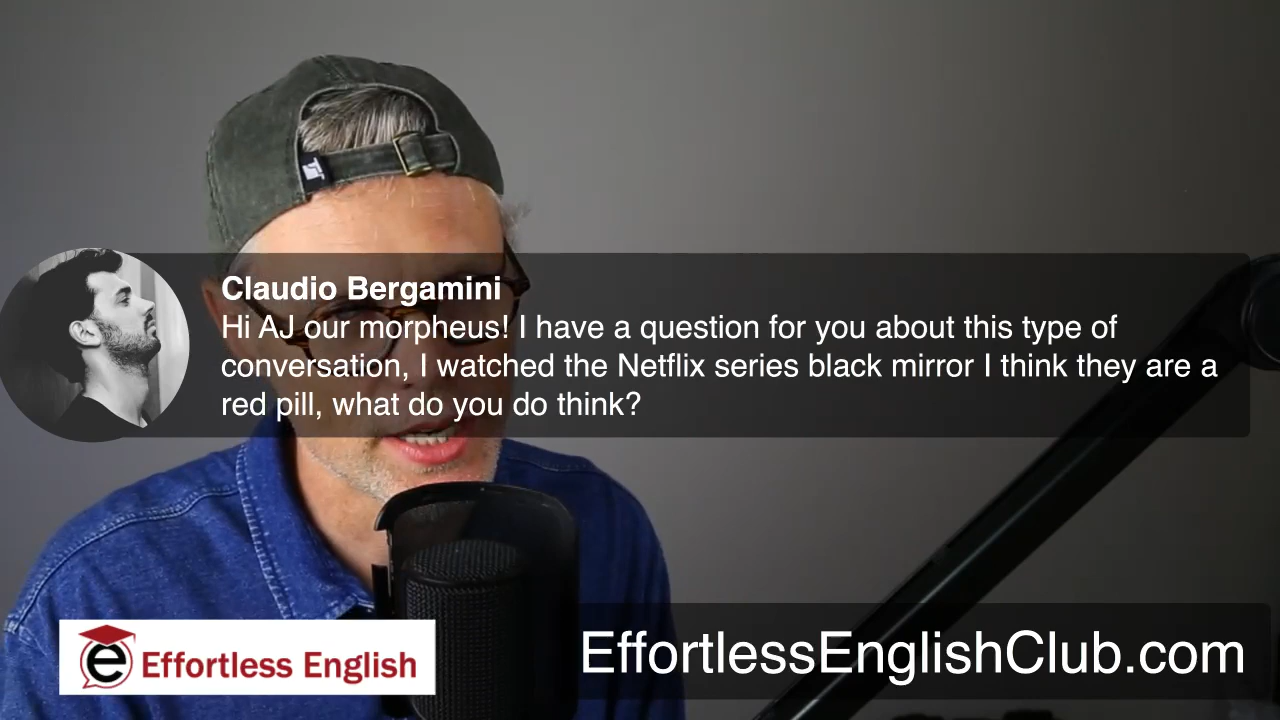 Claudio Bergamini
Hi AJ our morpheus! I have a question for you about this type of
conversation, I watched the Netflix series black mirror I think they are a
red pill, what do you do think?
e Effortless English
EffortlessEnglishClub.com